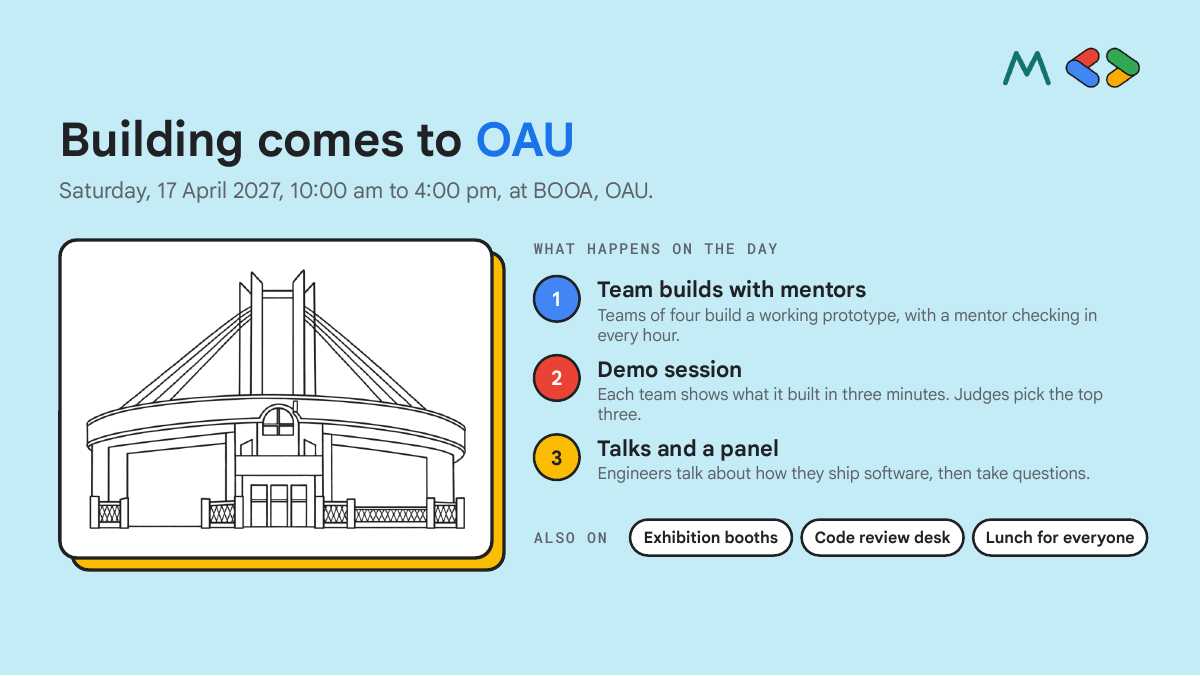 Building comes to OAU
Saturday, 17 April 2027, 10:00 am to 4:00 pm, at BOOA, OAU.
WHAT HAPPENS ON THE DAY
1
Team builds with mentors
Teams of four build a working prototype, with a mentor checking in
every hour.
2
Demo session
Each team shows what it built in three minutes. Judges pick the top
three.
3
Talks and a panel
Engineers talk about how they ship software, then take questions.
ALSO ON
Exhibition booths
Code review desk
Lunch for everyone